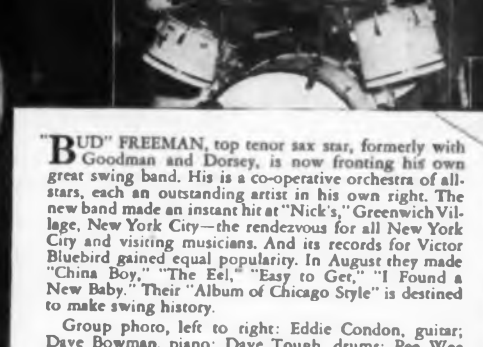 "BUD" FREEMAN, top tenor sax star, formerly with
Goodman and Dorsey, is now fronting his own
great swing band. His is a co-operative orchestra of all-
stars, each an outstanding artist in his own right. The
new band made an instant hit at "Nick's," Greenwich Vil-
lage, New York City—the rendezvous for all New York
City and visiting musicians. And its records for Victor
Bluebird gained equal popularity. In August they made
"China Boy," "The Eel," "Easy to Get," "I Found a
New Baby." Their "Album of Chicago Style" is destined
to make swing history.
Group photo, left to right: Eddie Condon, guitar;
Dave Bowman, piano; Dave Tough, drums; Pee Wee